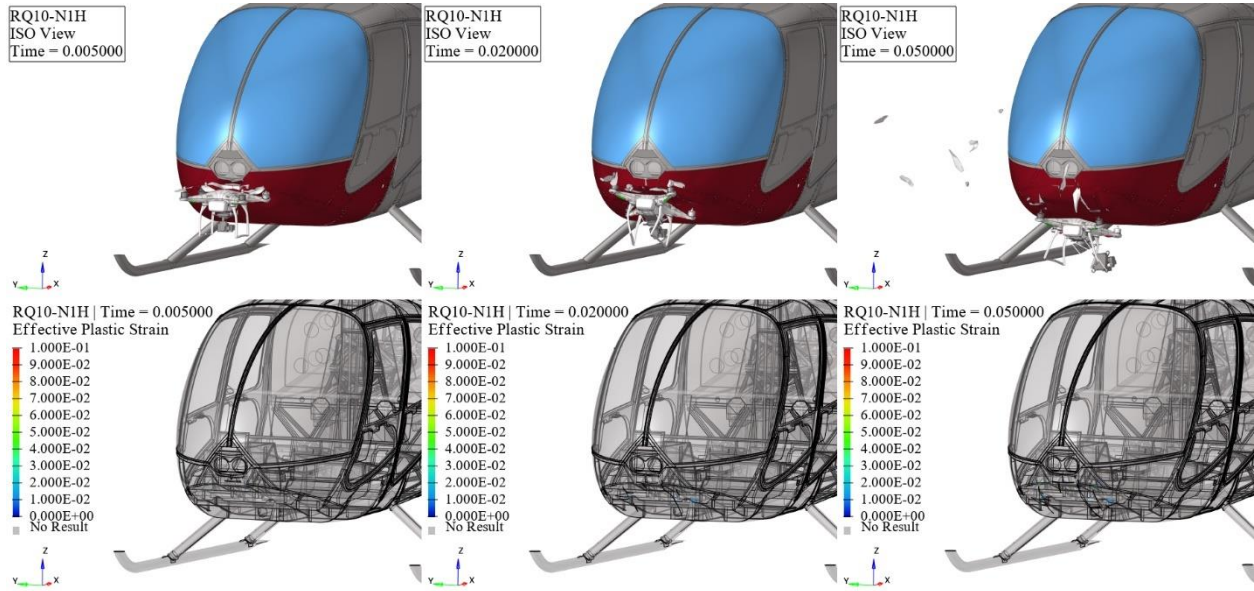 RQ10-N1H
ISO View
Time = 0.005000
Z
Y
X
RQ10-N1H
ISO View
Time = 0.020000
Z
Y
X
RQ10-N1H
ISO View
Time = 0.050000
Z
Y
X
RQ10-N1H | Time = 0.005000
Effective Plastic Strain
1.000E-01
9.000E-02
8.000E-02
7.000E-02
6.000E-02
5.000E-02
4.000E-02
3.000E-02
2.000E-02
1.000E-02
0.000E+00
No Result
Z
Y
X
RQ10-N1H | Time = 0.020000
Effective Plastic Strain
1.000E-01
9.000E-02
8.000E-02
7.000E-02
6.000E-02
5.000E-02
4.000E-02
3.000E-02
2.000E-02
1.000E-02
0.000E+00
No Result
Z
Y
X
RQ10-N1H | Time = 0.050000
Effective Plastic Strain
1.000E-01
9.000E-02
8.000E-02
7.000E-02
6.000E-02
5.000E-02
4.000E-02
3.000E-02
2.000E-02
1.000E-02
0.000E+00
No Result
Z
Y
X